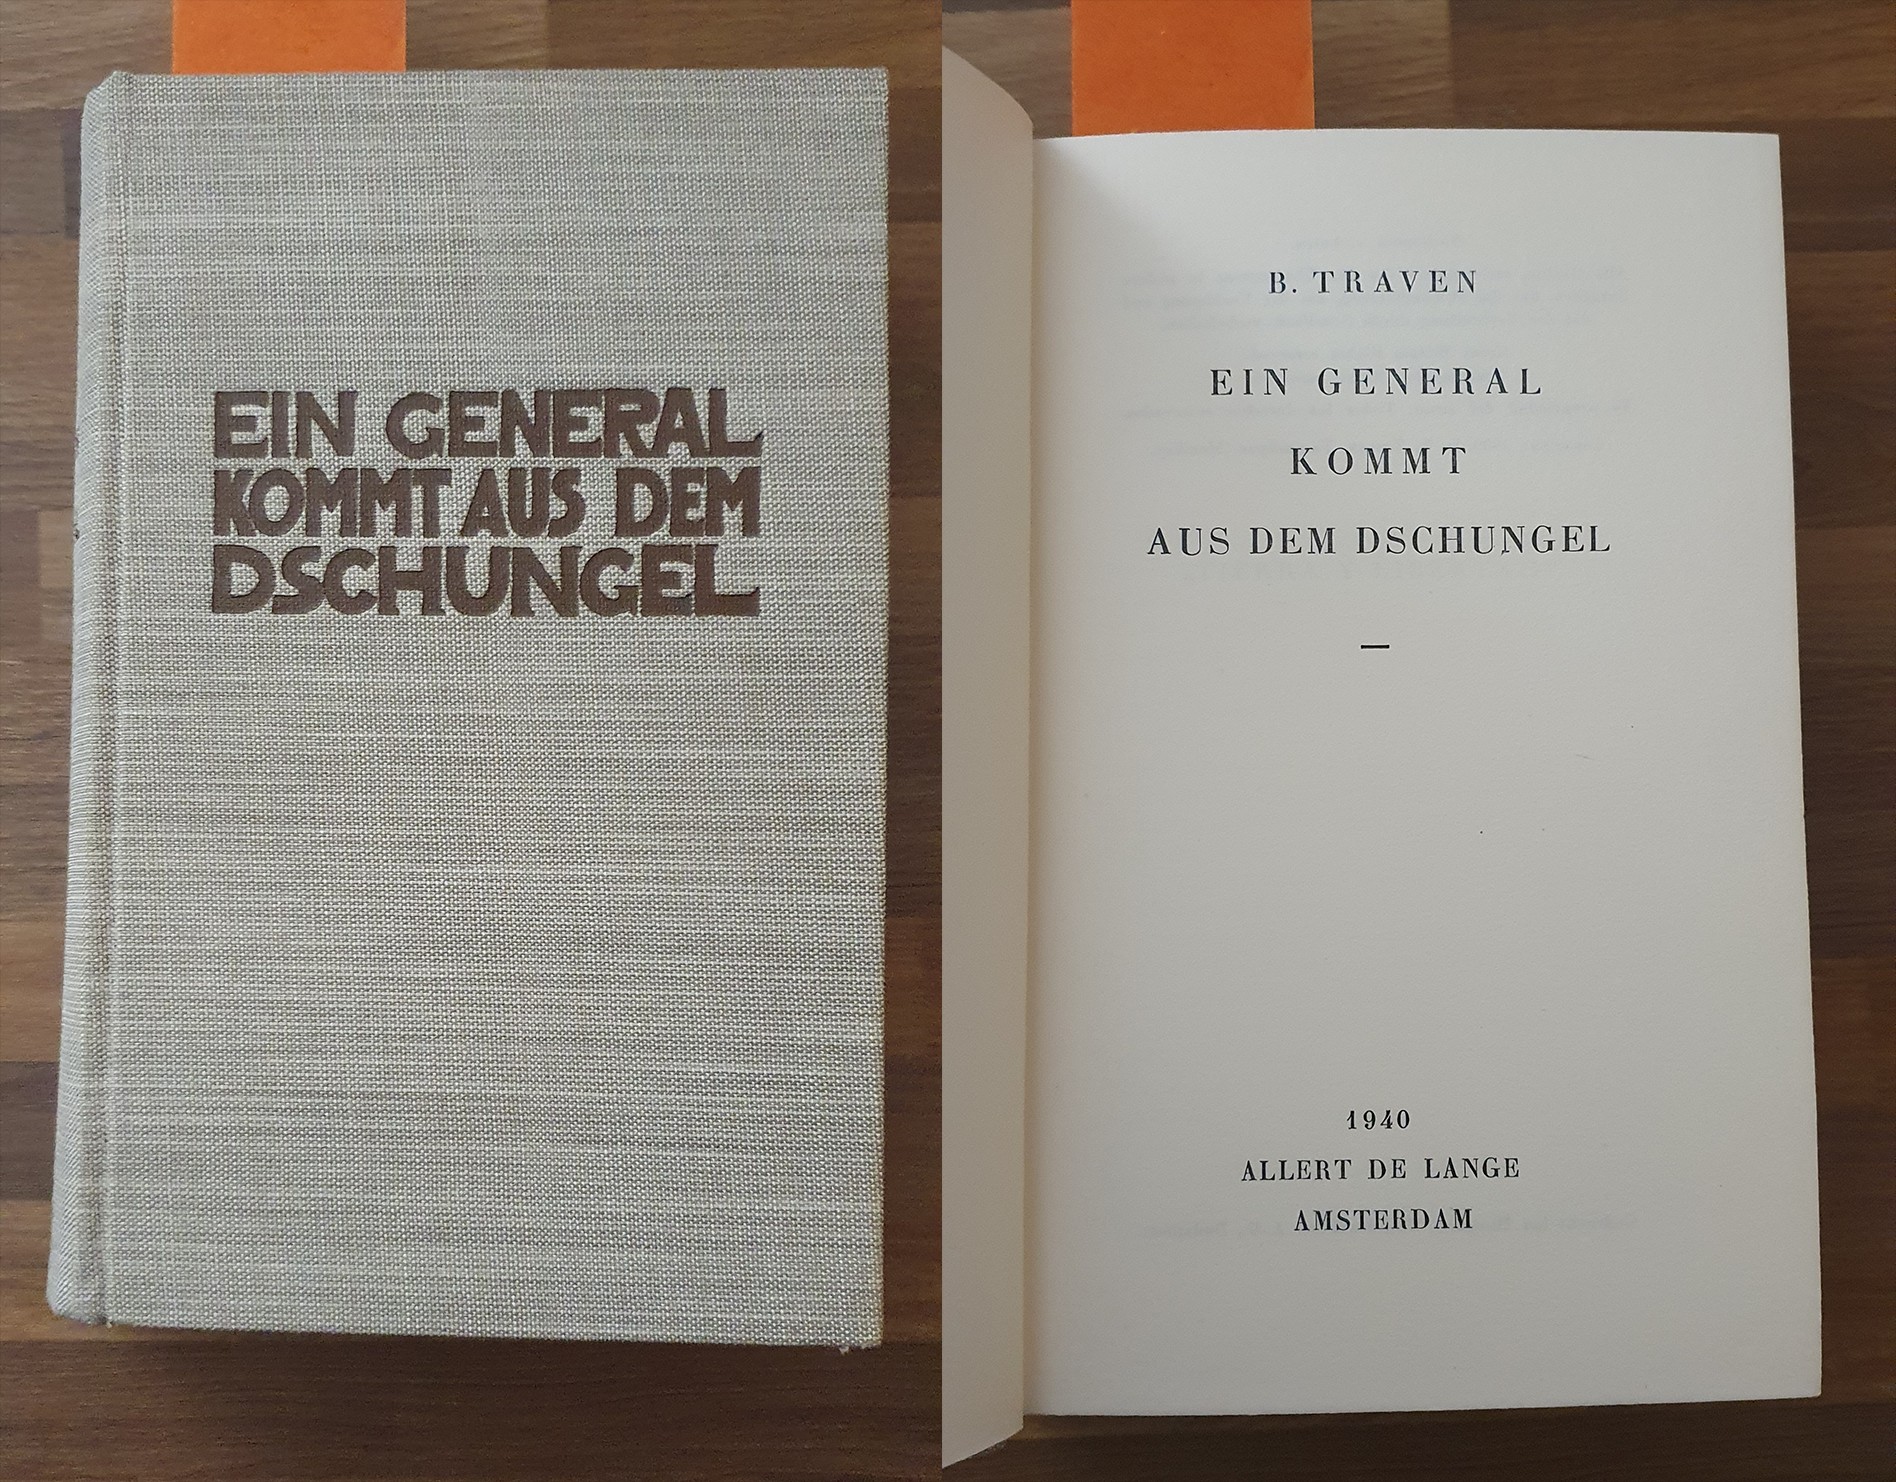 EIN GENERAL
KOMMT AUS DEM
DSCHUNGEL
B. TRAVEN
EIN GENERAL
KOMMT
AUS DEM DSCHUNGEL
—
1940
ALLERT DE LANGE
AMSTERDAM